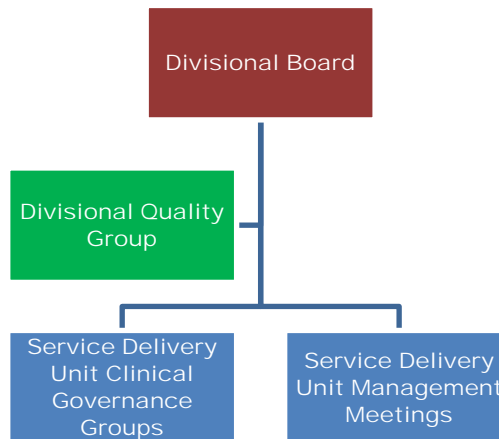 Divisional Board
Divisional Quality
Group
Service Delivery
Unit Clinical
Governance
Groups
Service Delivery
Unit Management
Meetings